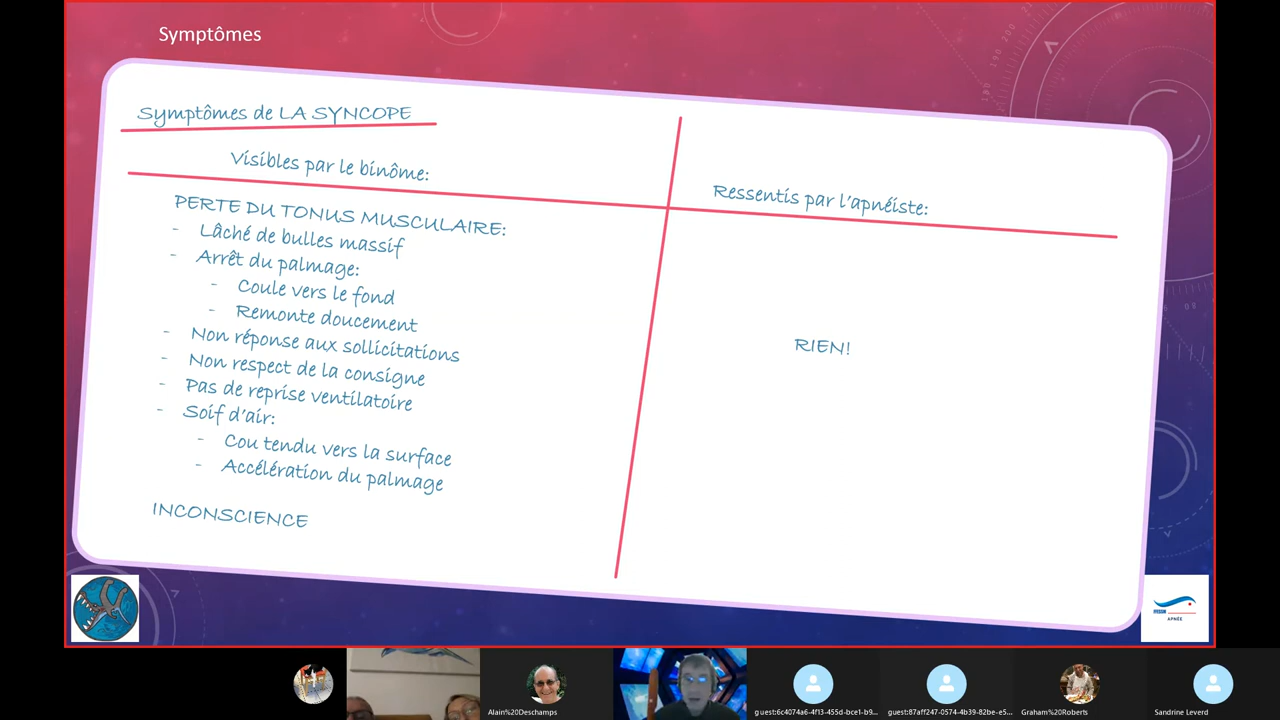 Symptômes
Symptômes de LA SYNCOPE
Visibles par le binôme:
Ressentis par l'apnéiste:
PERTE DU TONUS MUSCULAIRE:
- Lâché de bulles massif
- Arrêt du palmage:
- Coule vers le fond
- Remonte doucement
- Non réponse aux sollicitations
- Non respect de la consigne
- Pas de reprise ventilatoire
- Soif d'air:
- Cou tendu vers la surface
- Accélération du palmage
INCONSCIENCE
RIEN!
FFESSM
APNÉE
Alain%20Deschamps
guest:6c4074a6-4f13-455d-bce1-b9...
guest:87aff247-0574-4b39-82be-e5...
Graham%20Roberts
Sandrine Leverd